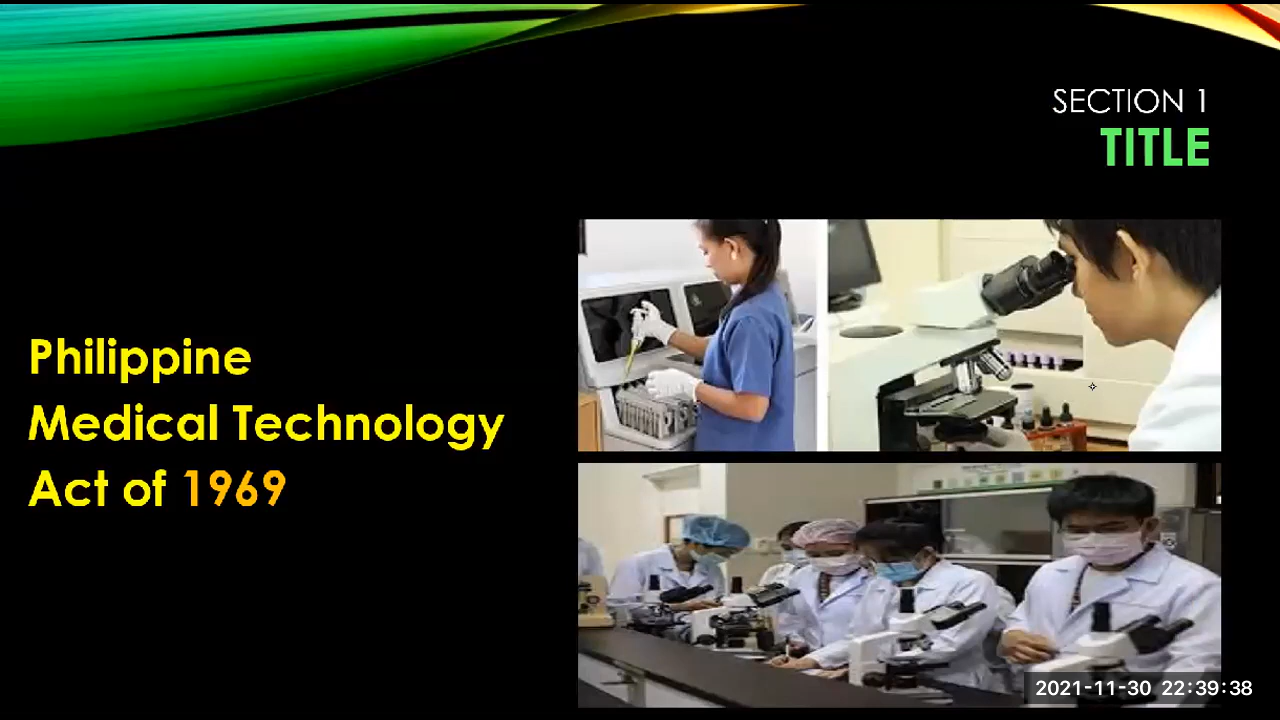 SECTION 1
TITLE
Philippine
Medical Technology
Act of 1969
2021-11-30 22:39:38